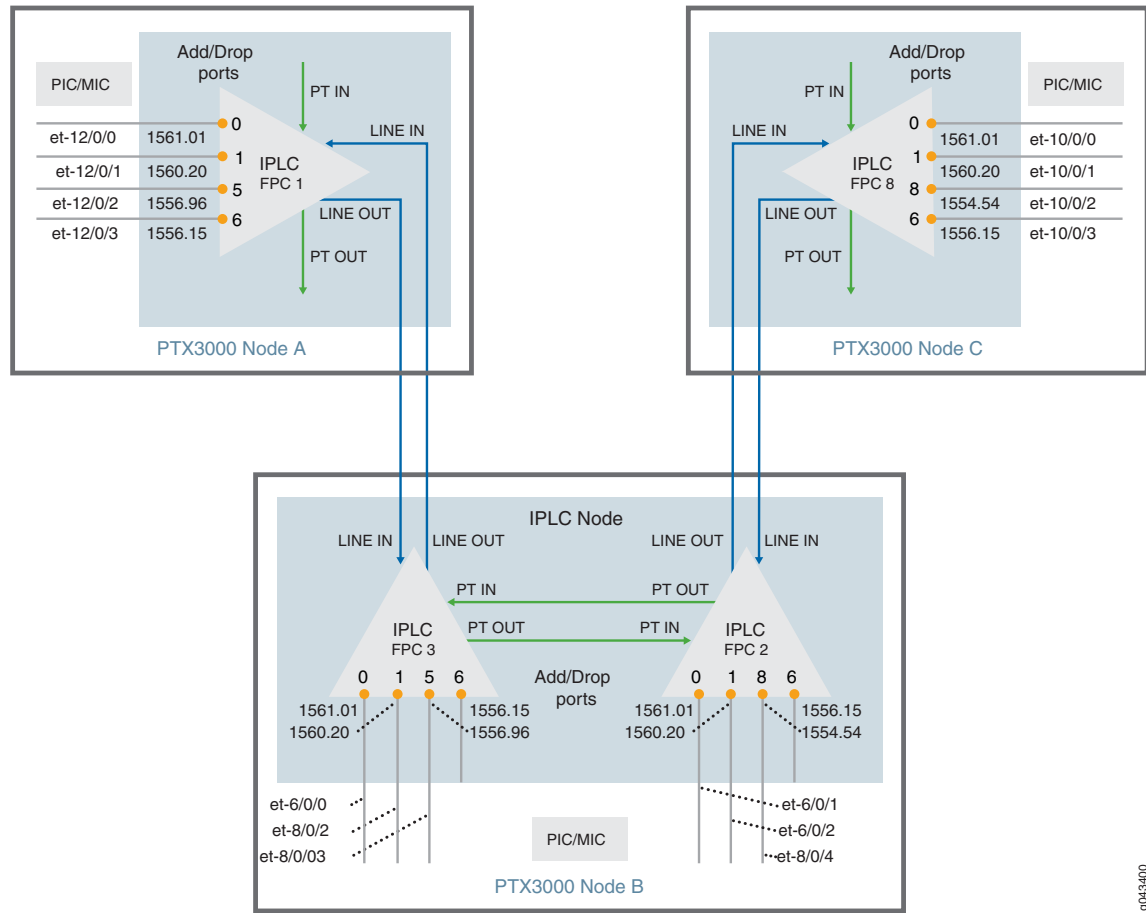 Add/Drop
ports
PIC/MIC
PT IN
LINE IN
0
et-12/0/0
1561.01
1
IPLC
FPC 1
et-12/0/1
1560.20
5
et-12/0/2
1556.96
LINE OUT
6
et-12/0/3
1556.15
PT OUT
PTX3000 Node A
Add/Drop
ports
PIC/MIC
PT IN
LINE IN
0
1561.01
et-10/0/0
1
IPLC
FPC 8
1560.20
et-10/0/1
8
LINE OUT
1554.54
et-10/0/2
6
1556.15
et-10/0/3
PT OUT
PTX3000 Node C
IPLC Node
LINE IN
LINE OUT
LINE OUT
LINE IN
PT IN
PT OUT
PT OUT
PT IN
IPLC
FPC 3
IPLC
FPC 2
0 1 5 6
Add/Drop
ports
0 1 8 6
1561.01
1556.15
1560.20
1556.96
1561.01
1556.15
1560.20
1554.54
et-6/0/0
et-8/0/2
et-8/0/03
et-6/0/1
et-6/0/2
et-8/0/4
PIC/MIC
PTX3000 Node B
g043400